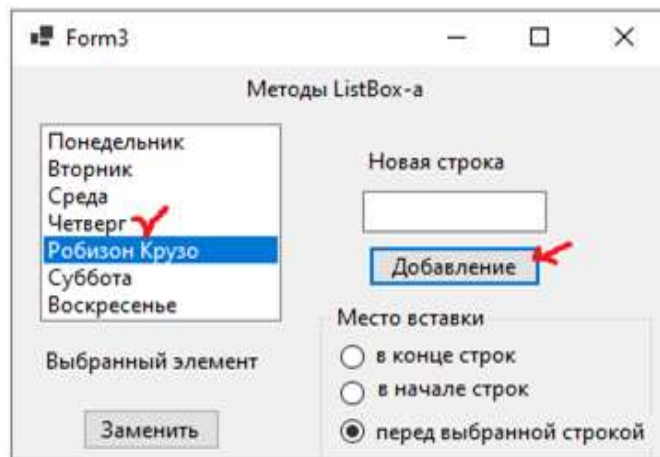 Form3
Методы ListBox-а
Понедельник
Вторник
Среда
Четверг
Робизон Крузо
Суббота
Воскресенье
Новая строка
Добавление
Место вставки
в конце строк
в начале строк
перед выбранной строкой
Выбранный элемент
Заменить